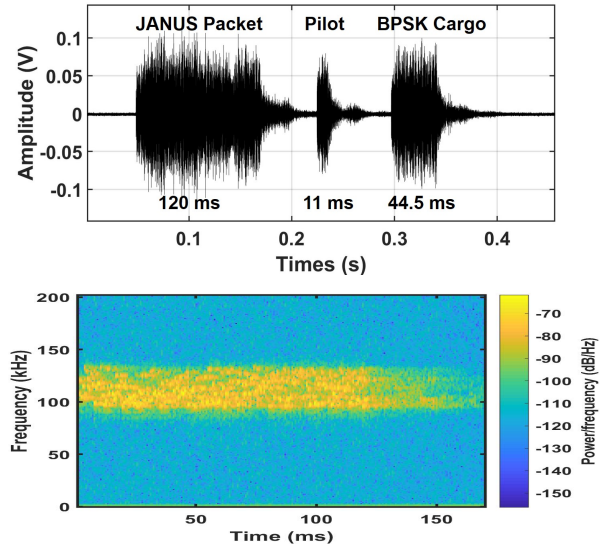 JANUS Packet Pilot BPSK Cargo
0.1
0.05
0
-0.05
-0.1
Amplitude (V)
120 ms 11 ms 44.5 ms
0.1 0.2 0.3 0.4
Times (s)
200
150
100
50
0
Frequency (kHz)
50 100 150
Time (ms)
-70
-80
-90
-100
-110
-120
-130
-140
-150
Power/frequency (dB/Hz)